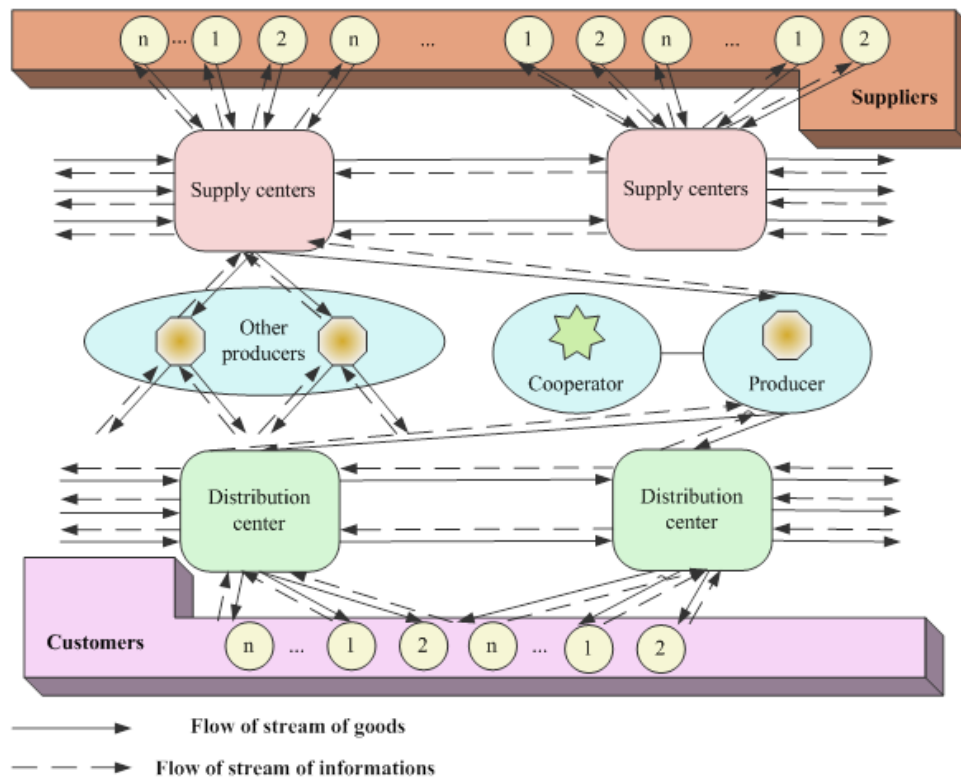 n ... 1 2 n ... 1 2 n ... 1 2
Suppliers
Supply centers Supply centers
Other
producers
Cooperator Producer
Distribution
center
Distribution
center
Customers
n ... 1 2 n ... 1 2
Flow of stream of goods
Flow of stream of informations